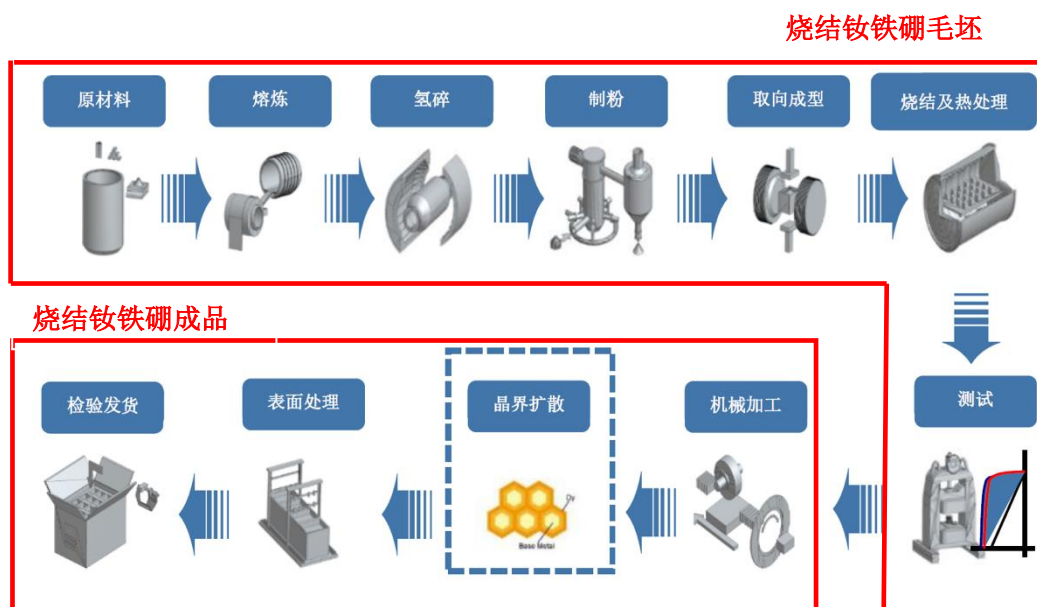 烧结钕铁硼毛坯
原材料
熔炼
氢碎
制粉
取向成型
烧结及热处理
烧结钕铁硼成品
检验发货
表面处理
晶界扩散
机械加工
测试
Base Metal